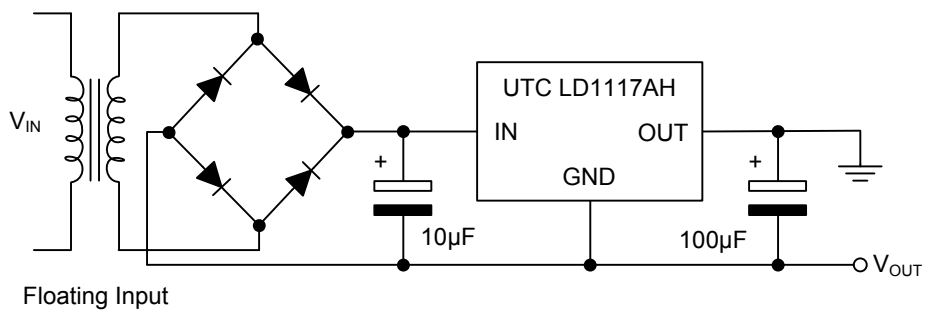 UTC LD1117AH
V_IN
IN
OUT
+
+
GND
10µF
100µF
V_OUT
Floating Input